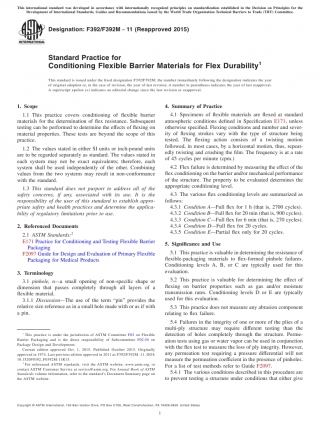 This international standard was developed in accordance with internationally recognized principles on standardization established in the Decision on Principles for the
Development of International Standards, Guides and Recommendations issued by the World Trade Organization Technical Barriers to Trade (TBT) Committee.
Designation: F392/F392M - 11 (Reapproved 2015)
Standard Practice for
Conditioning Flexible Barrier Materials for Flex Durability¹
This standard is issued under the fixed designation F392/F392M; the number immediately following the designation indicates the year
of original adoption or, in the case of revision, the year of last revision. A number in parentheses indicates the year of last reapproval.
A superscript epsilon (ε) indicates an editorial change since the last revision or reapproval.
1. Scope
1.1 This practice covers conditioning of flexible barrier
materials for the determination of flex resistance. Subsequent
testing can be performed to determine the effects of flexing on
material properties. These tests are beyond the scope of this
practice.
1.2 The values stated in either SI units or inch-pound units
are to be regarded separately as standard. The values stated in
each system may not be exact equivalents; therefore, each
system shall be used independently of the other. Combining
values from the two systems may result in non-conformance
with the standard.
1.3 This standard does not purport to address all of the
safety concerns, if any, associated with its use. It is the
responsibility of the user of this standard to establish appro-
priate safety and health practices and determine the applica-
bility of regulatory limitations prior to use.
2. Referenced Documents
2.1 ASTM Standards:²
E171 Practice for Conditioning and Testing Flexible Barrier
Packaging
F2097 Guide for Design and Evaluation of Primary Flexible
Packaging for Medical Products
3. Terminology
3.1 pinhole, n—a small opening of non-specific shape or
dimension that passes completely through all layers of a
flexible material.
3.1.1 Discussion—The use of the term "pin" provides the
relative size reference as in a small hole made with or as if with
a pin.
¹ This practice is under the jurisdiction of ASTM Committee F02 on Flexible
Barrier Packaging and is the direct responsibility of Subcommittee F02.50 on
Package Design and Development.
Current edition approved Oct. 1, 2015. Published October 2015. Originally
approved in 1974. Last previous edition approved in 2011 as F392/F392M – 11. DOI:
10.1520/F0392_F0392M-11R15.
² For referenced ASTM standards, visit the ASTM website, www.astm.org, or
contact ASTM Customer Service at service@astm.org. For Annual Book of ASTM
Standards volume information, refer to the standard's Document Summary page on
the ASTM website.
4. Summary of Practice
4.1 Specimens of flexible materials are flexed at standard
atmospheric conditions defined in Specification E171, unless
otherwise specified. Flexing conditions and number and sever-
ity of flexing strokes vary with the type of structure being
tested. The flexing action consists of a twisting motion
followed, in most cases, by a horizontal motion, thus, repeat-
edly twisting and crushing the film. The frequency is at a rate
of 45 cycles per minute (cpm).
4.2 Flex failure is determined by measuring the effect of the
flex conditioning on the barrier and/or mechanical performance
of the structure. The property to be evaluated determines the
appropriate conditioning level.
4.3 The various flex conditioning levels are summarized as
follows:
4.3.1 Condition A—Full flex for 1 h (that is, 2700 cycles).
4.3.2 Condition B—Full flex for 20 min (that is, 900 cycles).
4.3.3 Condition C—Full flex for 6 min (that is, 270 cycles).
4.3.4 Condition D—Full flex for 20 cycles.
4.3.5 Condition E—Partial flex only for 20 cycles.
5. Significance and Use
5.1 This practice is valuable in determining the resistance of
flexible-packaging materials to flex-formed pinhole failures.
Conditioning levels A, B, or C are typically used for this
evaluation.
5.2 This practice is valuable for determining the effect of
flexing on barrier properties such as gas and/or moisture
transmission rates. Conditioning levels D or E are typically
used for this evaluation.
5.3 This practice does not measure any abrasion component
relating to flex failure.
5.4 Failures in the integrity of one or more of the plies of a
multi-ply structure may require different testing than the
detection of holes completely through the structure. Perme-
ation tests using gas or water vapor can be used in conjunction
with the flex test to measure the loss of ply integrity. However,
any permeation test requiring a pressure differential will not
measure the permeation coefficient in the presence of pinholes.
For a list of test methods refer to Guide F2097.
5.4.1 The various conditions described in this procedure are
to prevent testing a structure under conditions that either give
Copyright © ASTM International, 100 Barr Harbor Drive, PO Box C700, West Conshohocken, PA 19428-2959. United States
1